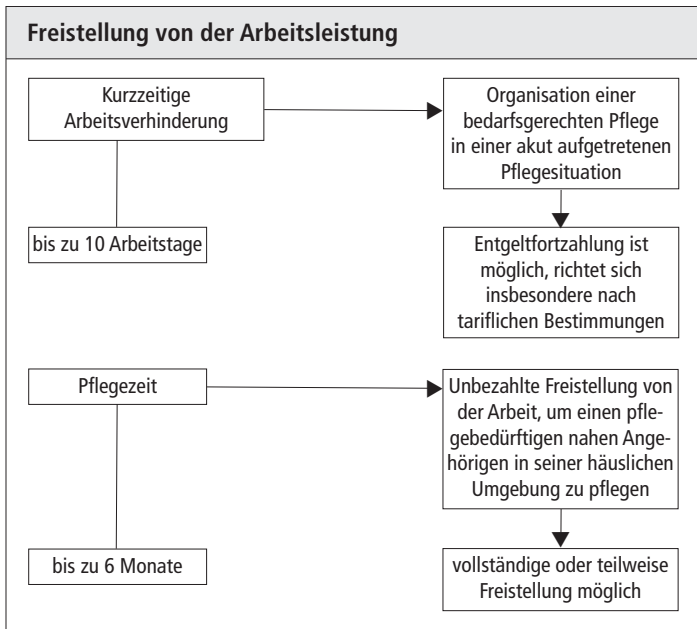 Freistellung von der Arbeitsleistung
Kurzzeitige
Arbeitsverhinderung
Organisation einer
bedarfsgerechten Pflege
in einer akut aufgetretenen
Pflegesituation
bis zu 10 Arbeitstage
Entgeltfortzahlung ist
möglich, richtet sich
insbesondere nach
tariflichen Bestimmungen
Pflegezeit
Unbezahlte Freistellung von
der Arbeit, um einen pfle-
gebedürftigen nahen Ange-
hörigen in seiner häuslichen
Umgebung zu pflegen
bis zu 6 Monate
vollständige oder teilweise
Freistellung möglich